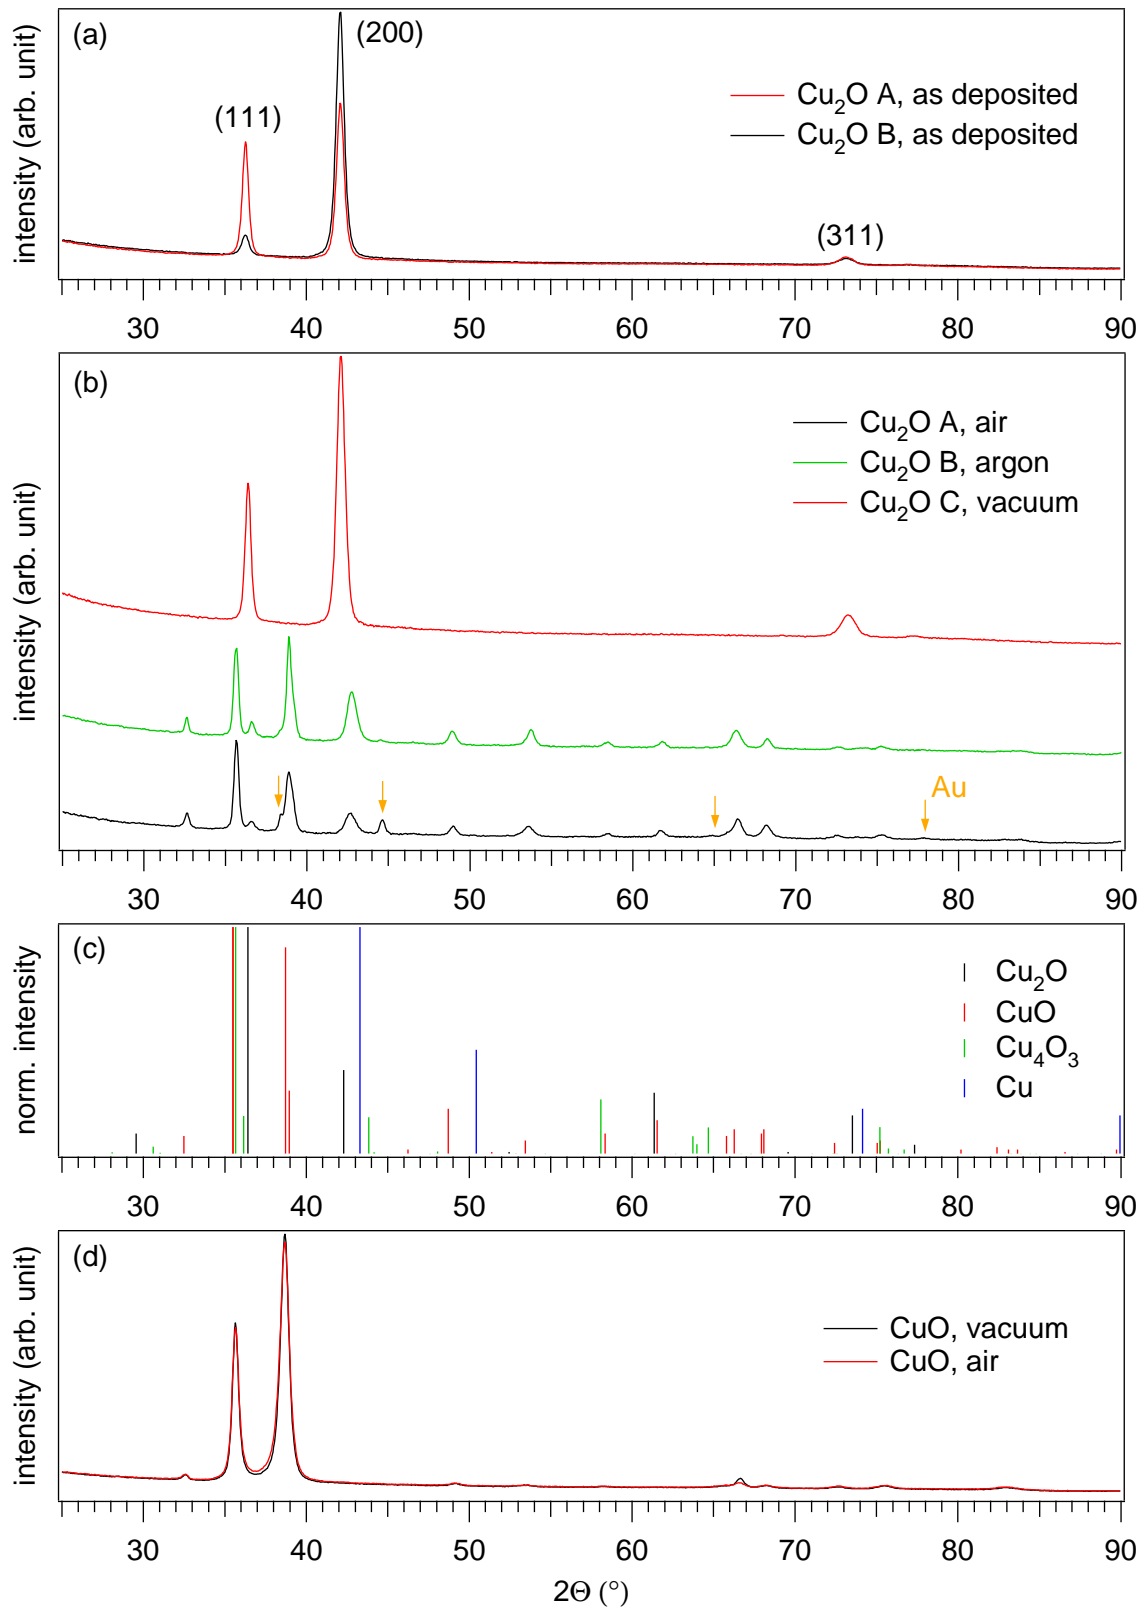 (a)
(200)
(111)
(311)
Cu₂O A, as deposited
Cu₂O B, as deposited
intensity (arb. unit)
30 40 50 60 70 80 90
(b)
Cu₂O A, air
Cu₂O B, argon
Cu₂O C, vacuum
Au
intensity (arb. unit)
30 40 50 60 70 80 90
(c)
Cu₂O
CuO
Cu₄O₃
Cu
norm. intensity
30 40 50 60 70 80 90
(d)
CuO, vacuum
CuO, air
intensity (arb. unit)
30 40 50 60 70 80 90
2Θ (°)